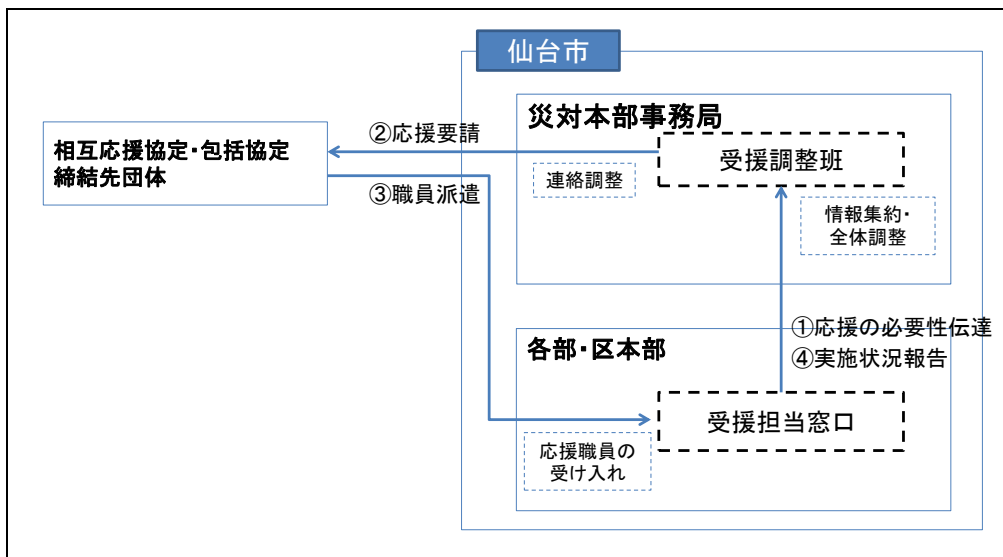 仙台市
災対本部事務局
②応援要請
受援調整班
相互応援協定・包括協定
締結先団体
連絡調整
③職員派遣
情報集約・
全体調整
①応援の必要性伝達
各部・区本部
④実施状況報告
受援担当窓口
応援職員の
受け入れ